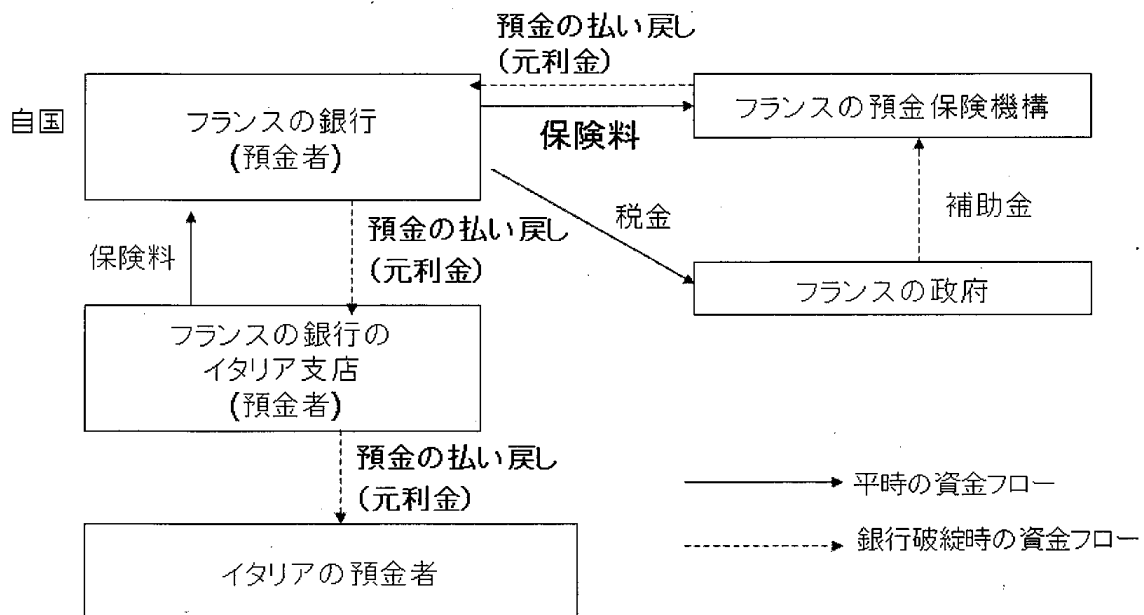 預金の払い戻し
(元利金)
自国
フランスの銀行
(預金者)
フランスの預金保険機構
保険料
税金
補助金
預金の払い戻し
(元利金)
保険料
フランスの政府
フランスの銀行の
イタリア支店
(預金者)
預金の払い戻し
(元利金)
平時の資金フロー
銀行破綻時の資金フロー
イタリアの預金者